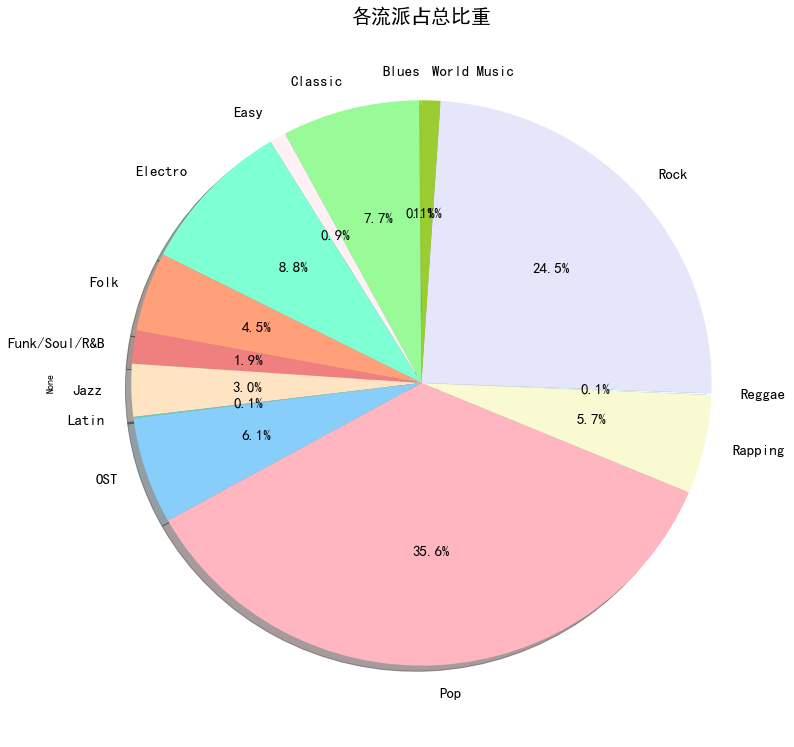 各流派占总比重
Blues
World Music
Classic
Easy
Electro
Rock
7.7%
0.9%
24.5%
8.8%
Folk
4.5%
Funk/Soul/R&B
1.9%
None
Jazz
3.0%
0.1%
0.1%
Reggae
Latin
5.7%
6.1%
Rapping
OST
35.6%
Pop